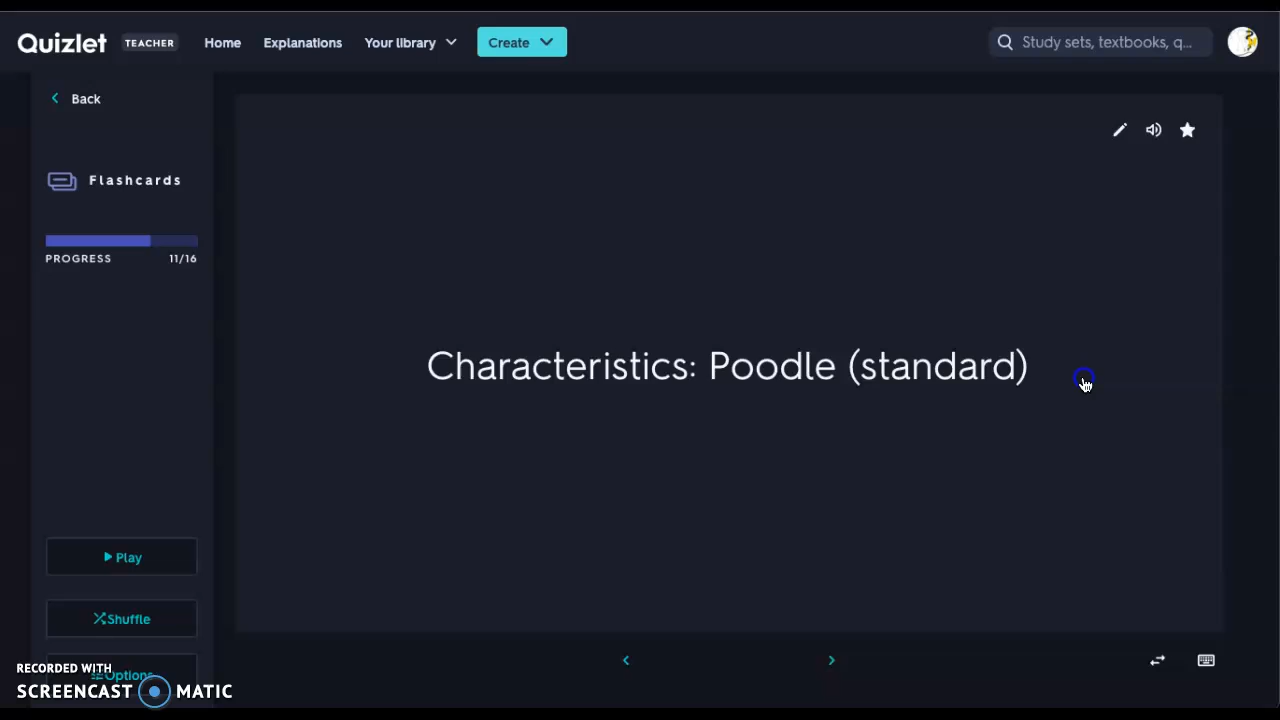 Quizlet TEACHER Home Explanations Your library Create Study sets, textbooks, q...
Back
Flashcards
PROGRESS 11/16
Characteristics: Poodle (standard)
Play
Shuffle
Options
RECORDED WITH
SCREENCAST MATIC